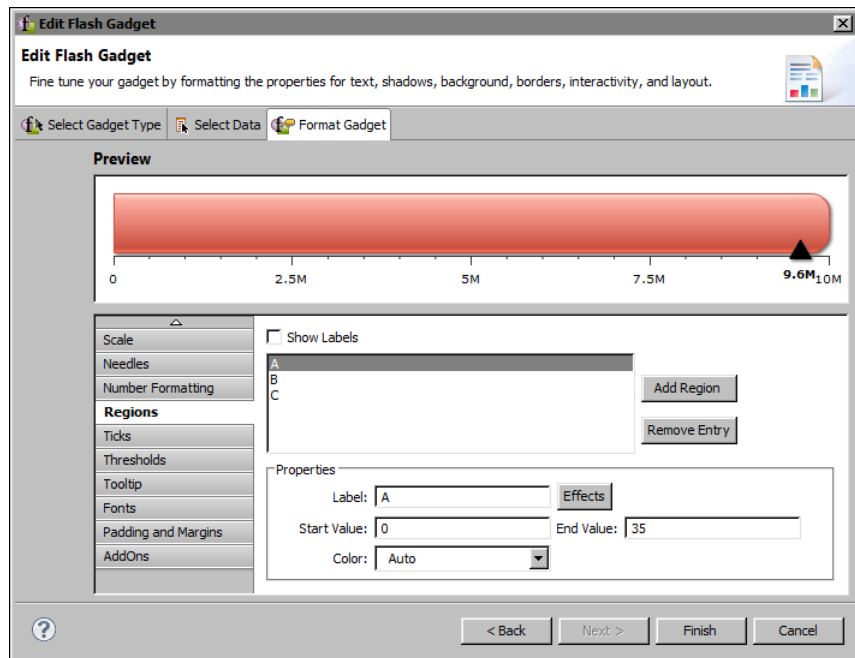 Edit Flash Gadget
Edit Flash Gadget
Fine tune your gadget by formatting the properties for text, shadows, background, borders, interactivity, and layout.
Select Gadget Type Select Data Format Gadget
Preview
0 2.5M 5M 7.5M 9.6M 10M
Scale
Needles
Number Formatting
Regions
Ticks
Thresholds
Tooltip
Fonts
Padding and Margins
AddOns
Show Labels
A
B
C
Add Region
Remove Entry
Properties
Label: A Effects
Start Value: 0 End Value: 35
Color: Auto
? < Back Next > Finish Cancel